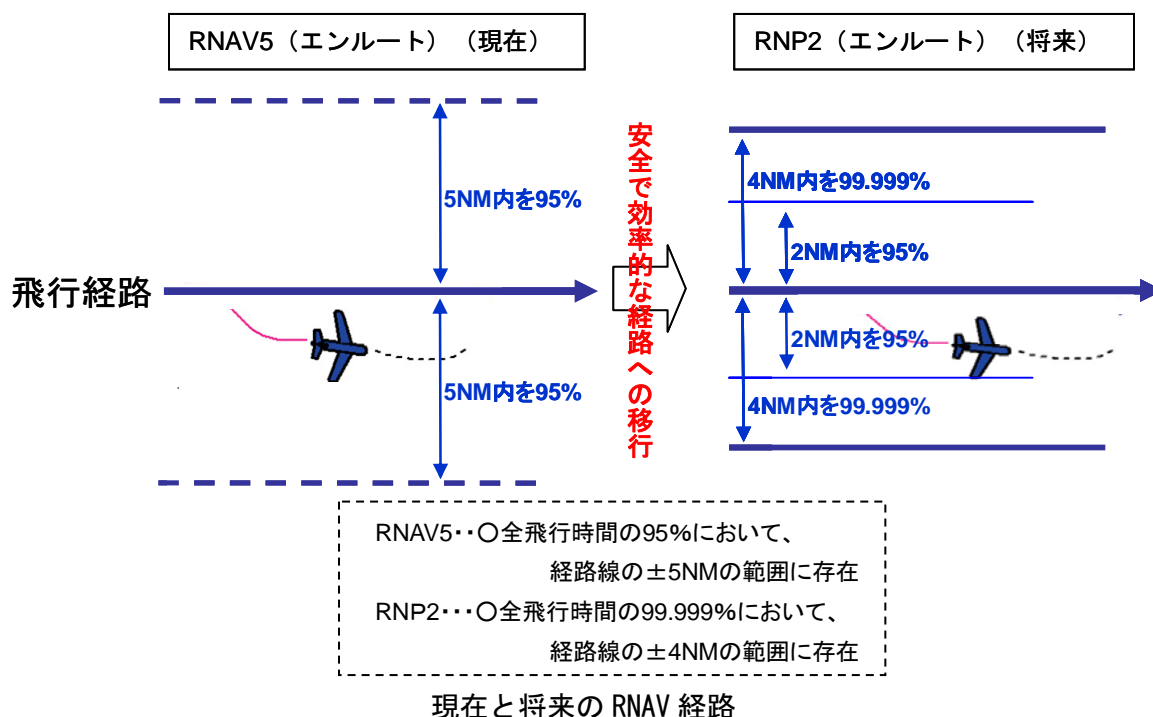 RNAV5（エンルート）（現在）
RNP2（エンルート）（将来）
5NM内を95%
5NM内を95%
安全で効率的な経路への移行
4NM内を99.999%
2NM内を95%
飛行経路
2NM内を95%
4NM内を99.999%
RNAV5・・〇全飛行時間の95%において、
経路線の±5NMの範囲に存在
RNP2・・・〇全飛行時間の99.999%において、
経路線の±4NMの範囲に存在
現在と将来の RNAV 経路